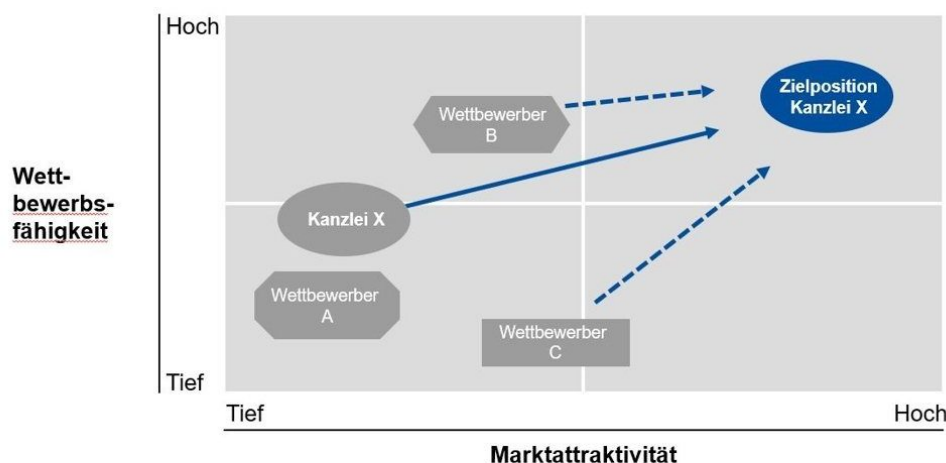 Hoch
Zielposition
Kanzlei X
Wettbewerber
B
Wett-
bewerbs-
fähigkeit
Kanzlei X
Wettbewerber
A
Wettbewerber
C
Tief
Tief
Hoch
Marktattraktivität